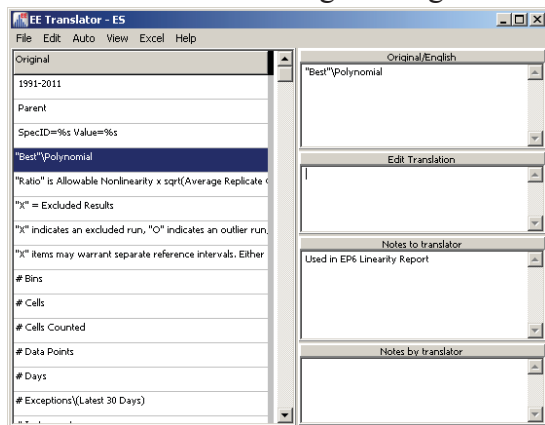 EE Translator - ES
File Edit Auto View Excel Help
Original
1991-2011
Parent
SpecID=%s Value=%s
"Best"\Polynomial
"Ratio" is Allowable Nonlinearity x sqrt(Average Replicate
"X" = Excluded Results
"X" indicates an excluded run, "O" indicates an outlier run.
"X" items may warrant separate reference intervals. Either
# Bins
# Cells
# Cells Counted
# Data Points
# Days
# Exceptions\(Latest 30 Days)
Original/English
"Best"\Polynomial
Edit Translation
Notes to translator
Used in EP6 Linearity Report
Notes by translator